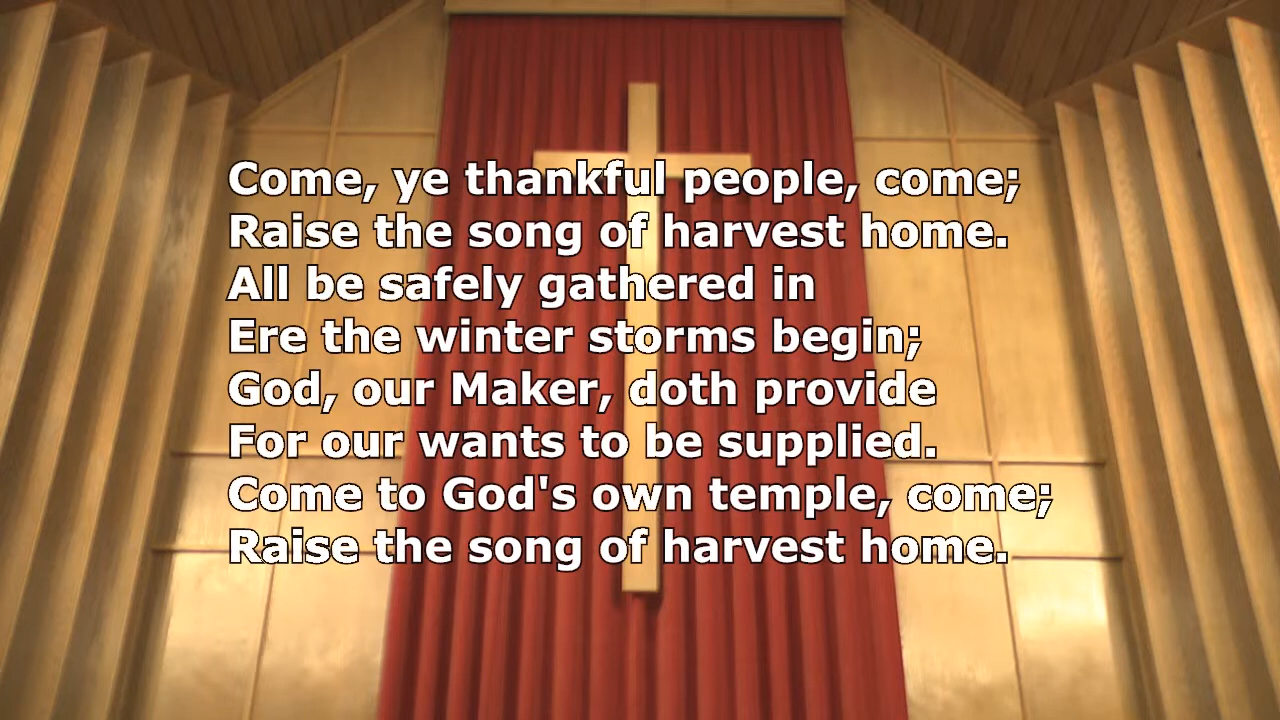 Come, ye thankful people, come;
Raise the song of harvest home.
All be safely gathered in
Ere the winter storms begin;
God, our Maker, doth provide
For our wants to be supplied.
Come to God's own temple, come;
Raise the song of harvest home.